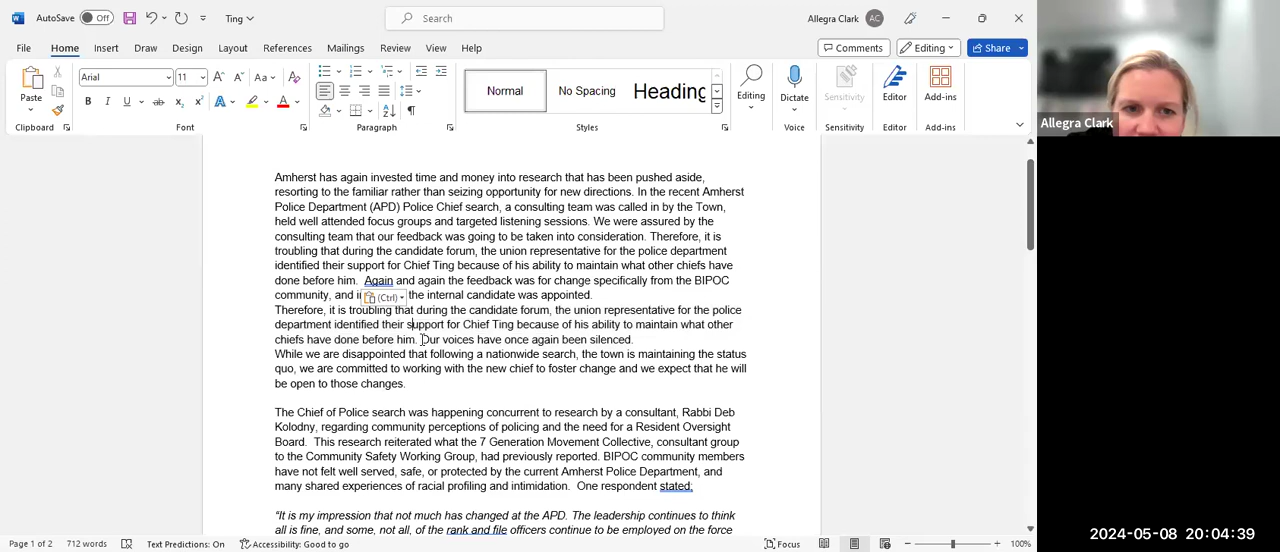 AutoSave Off Ting Search Allegra Clark AC
File Home Insert Draw Design Layout References Mailings Review View Help Comments Editing Share
Arial 11 Aa A Normal No Spacing Heading
Paste B I U ab x₂ x² A A Editing Dictate Sensitivity Editor Add-ins
Clipboard Font Paragraph Styles Voice Sensitivity Editor Add-ins
Allegra Clark
Amherst has again invested time and money into research that has been pushed aside,
resorting to the familiar rather than seizing opportunity for new directions. In the recent Amherst
Police Department (APD) Police Chief search, a consulting team was called in by the Town,
held well attended focus groups and targeted listening sessions. We were assured by the
consulting team that our feedback was going to be taken into consideration. Therefore, it is
troubling that during the candidate forum, the union representative for the police department
identified their support for Chief Ting because of his ability to maintain what other chiefs have
done before him. Again and again the feedback was for change specifically from the BIPOC
community, and (Ctrl) the internal candidate was appointed.
Therefore, it is troubling that during the candidate forum, the union representative for the police
department identified their support for Chief Ting because of his ability to maintain what other
chiefs have done before him. Our voices have once again been silenced.
While we are disappointed that following a nationwide search, the town is maintaining the status
quo, we are committed to working with the new chief to foster change and we expect that he will
be open to those changes.
The Chief of Police search was happening concurrent to research by a consultant, Rabbi Deb
Kolodny, regarding community perceptions of policing and the need for a Resident Oversight
Board. This research reiterated what the 7 Generation Movement Collective, consultant group
to the Community Safety Working Group, had previously reported. BIPOC community members
have not felt well served, safe, or protected by the current Amherst Police Department, and
many shared experiences of racial profiling and intimidation. One respondent stated;
“It is my impression that not much has changed at the APD. The leadership continues to think
all is fine, and some, not all, of the rank and file officers continue to be employed on the force
2024-05-08 20:04:39
Page 1 of 2 712 words Text Predictions: On Accessibility: Good to go Focus 100%